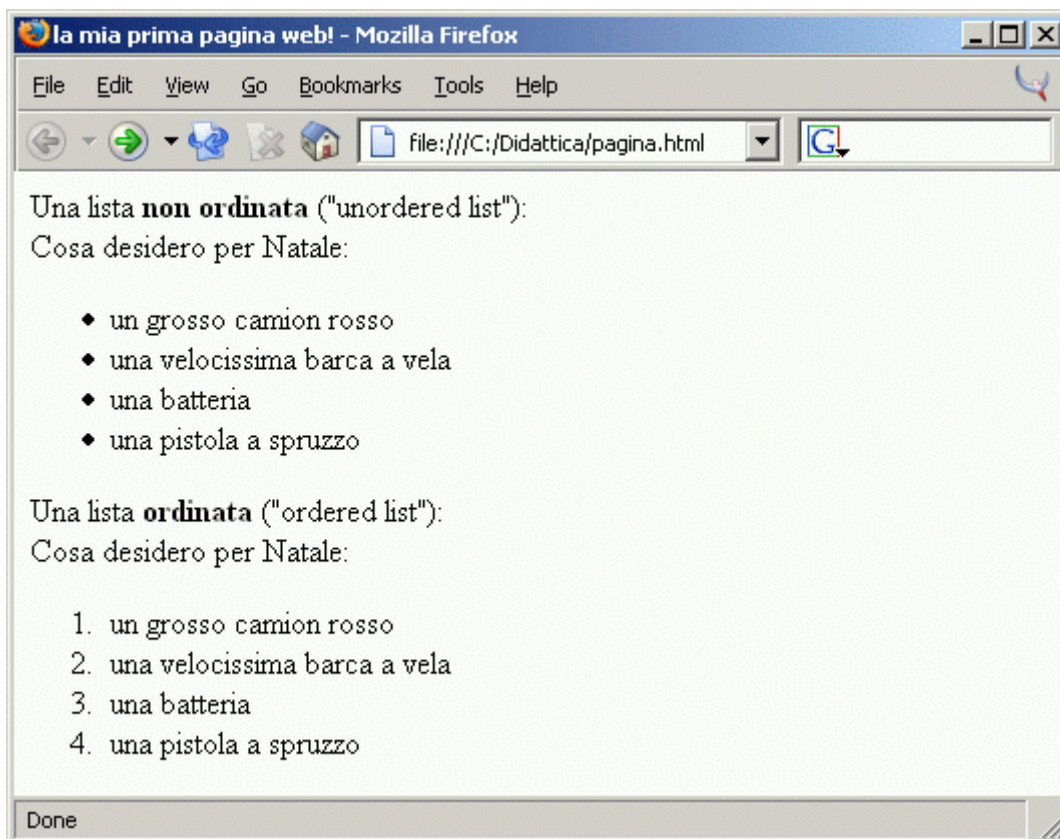 la mia prima pagina web! - Mozilla Firefox
File Edit View Go Bookmarks Tools Help
file:///C:/Didattica/pagina.html G
Una lista non ordinata ("unordered list"):
Cosa desidero per Natale:
• un grosso camion rosso
• una velocissima barca a vela
• una batteria
• una pistola a spruzzo
Una lista ordinata ("ordered list"):
Cosa desidero per Natale:
1. un grosso camion rosso
2. una velocissima barca a vela
3. una batteria
4. una pistola a spruzzo
Done